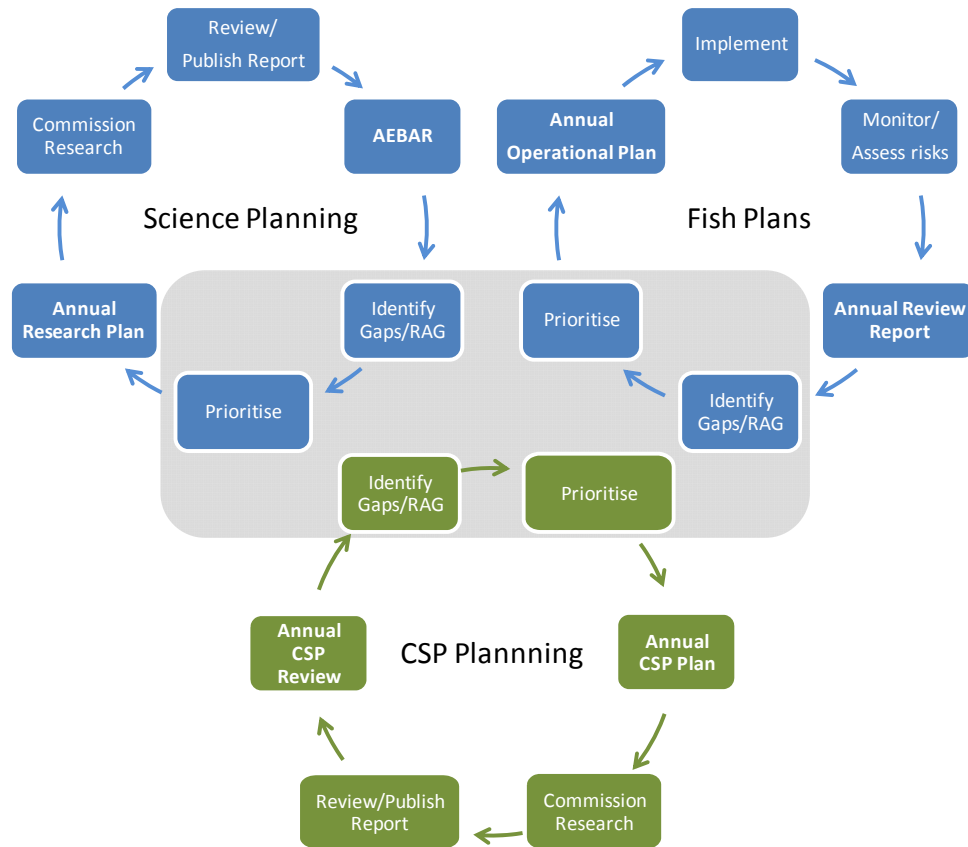 Review/
Publish Report
Implement
Commission
Research
AEBAR
Annual
Operational Plan
Monitor/
Assess risks
Science Planning
Fish Plans
Annual
Research Plan
Identify
Gaps/RAG
Prioritise
Annual Review
Report
Prioritise
Identify
Gaps/RAG
Identify
Gaps/RAG
Prioritise
Annual
CSP
Review
CSP Plannning
Annual
CSP Plan
Review/Publish
Report
Commission
Research